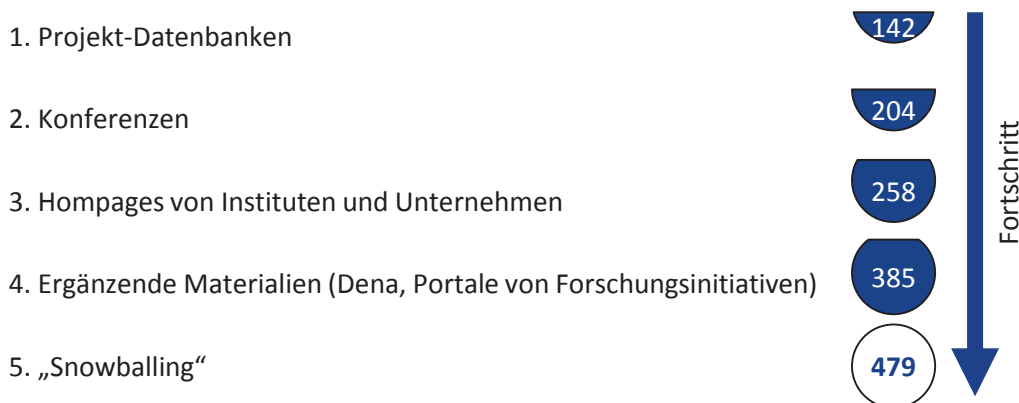 1. Projekt-Datenbanken
142
2. Konferenzen
204
3. Hompages von Instituten und Unternehmen
258
4. Ergänzende Materialien (Dena, Portale von Forschungsinitiativen)
385
5. „Snowballing“
479
Fortschritt